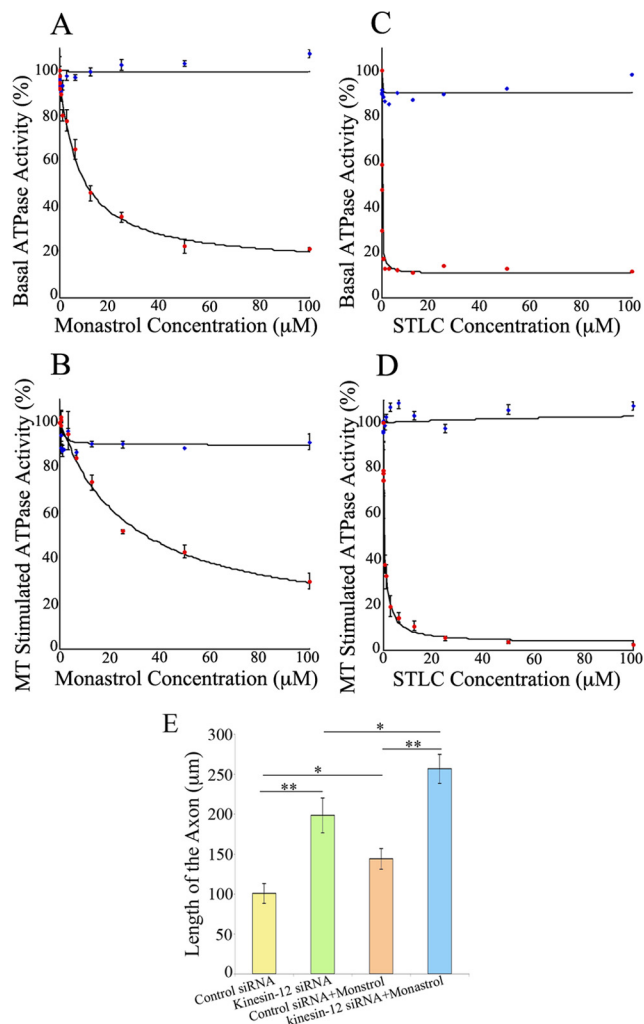 A
Basal ATPase Activity (%)
100
80
60
40
20
0
0 20 40 60 80 100
Monastrol Concentration (μM)
C
Basal ATPase Activity (%)
100
80
60
40
20
0
0 20 40 60 80 100
STLC Concentration (μM)
B
MT Stimulated ATPase Activity (%)
100
80
60
40
20
0
0 20 40 60 80 100
Monastrol Concentration (μM)
D
MT Stimulated ATPase Activity (%)
100
80
60
40
20
0
0 20 40 60 80 100
STLC Concentration (μM)
E
Length of the Axon (μm)
300
250
200
150
100
50
0
*
*
**
**
Control siRNA
Kinesin-12 siRNA
Control siRNA+Monstrol
kinesin-12 siRNA+Monastrol